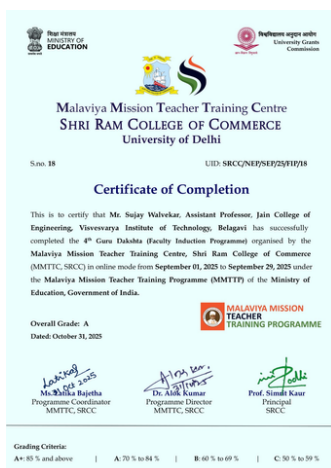 शिक्षा मंत्रालय
MINISTRY OF
EDUCATION
विश्वविद्यालय अनुदान आयोग
University Grants
Commission
Malaviya Mission Teacher Training Centre
SHRI RAM COLLEGE OF COMMERCE
University of Delhi
S.no. 18
UID: SRCC/NEP/SEP/25/FIP/18
Certificate of Completion
This is to certify that Mr. Sujay Walvekar, Assistant Professor, Jain College of
Engineering, Visvesvarya Institute of Technology, Belagavi has successfully
completed the 4th Guru Dakshta (Faculty Induction Programme) organised by the
Malaviya Mission Teacher Training Centre, Shri Ram College of Commerce
(MMTTC, SRCC) in online mode from September 01, 2025 to September 29, 2025 under
the Malaviya Mission Teacher Training Programme (MMTTP) of the Ministry of
Education, Government of India.
MALAVIYA MISSION
TEACHER
TRAINING PROGRAMME
Overall Grade: A
Dated: October 31, 2025
Ms. Latika Bajetha
Programme Coordinator
MMTTC, SRCC
Dr. Alok Kumar
Programme Director
MMTTC, SRCC
Prof. Simrit Kaur
Principal
SRCC
Grading Criteria:
A+: 85 % and above | A: 70 % to 84 % | B: 60 % to 69 % | C: 50 % to 59 %